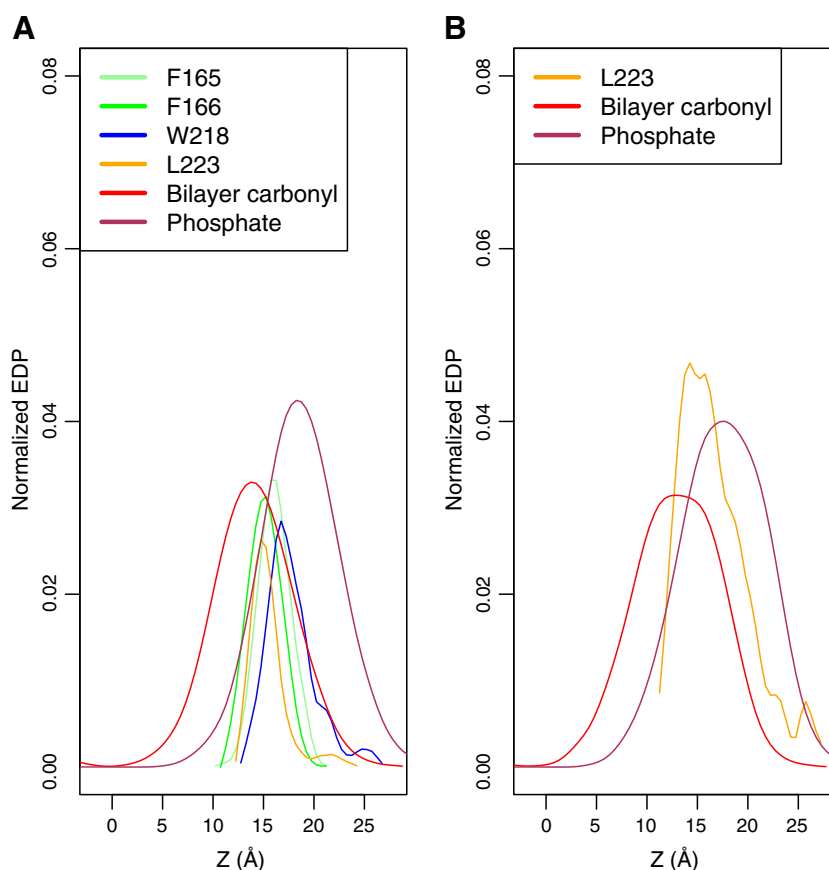 A
F165
F166
W218
L223
Bilayer carbonyl
Phosphate
Normalized EDP
0.00
0.02
0.04
0.06
0.08
0
5
10
15
20
25
Z (Å)
B
L223
Bilayer carbonyl
Phosphate
Normalized EDP
0.00
0.02
0.04
0.06
0.08
0
5
10
15
20
25
Z (Å)